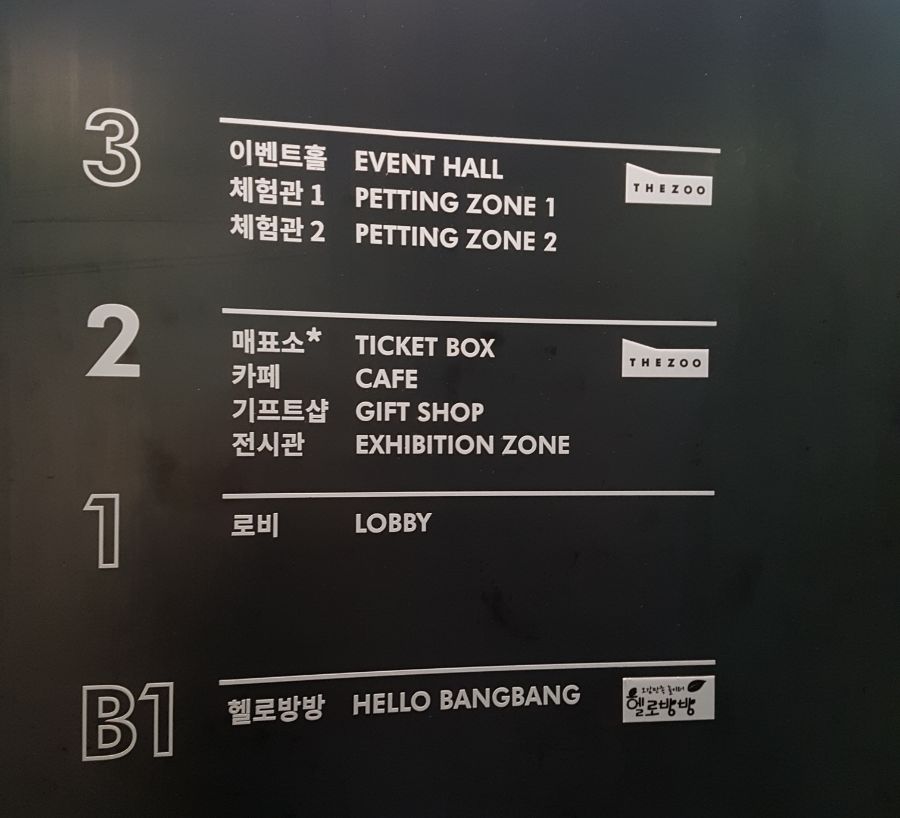 3
이벤트홀 EVENT HALL
THEZOO
체험관 1 PETTING ZONE 1
체험관 2 PETTING ZONE 2
2
매표소* TICKET BOX
THEZOO
카페 CAFE
기프트샵 GIFT SHOP
전시관 EXHIBITION ZONE
1
로비 LOBBY
B1
헬로방방 HELLO BANGBANG
헬로방방